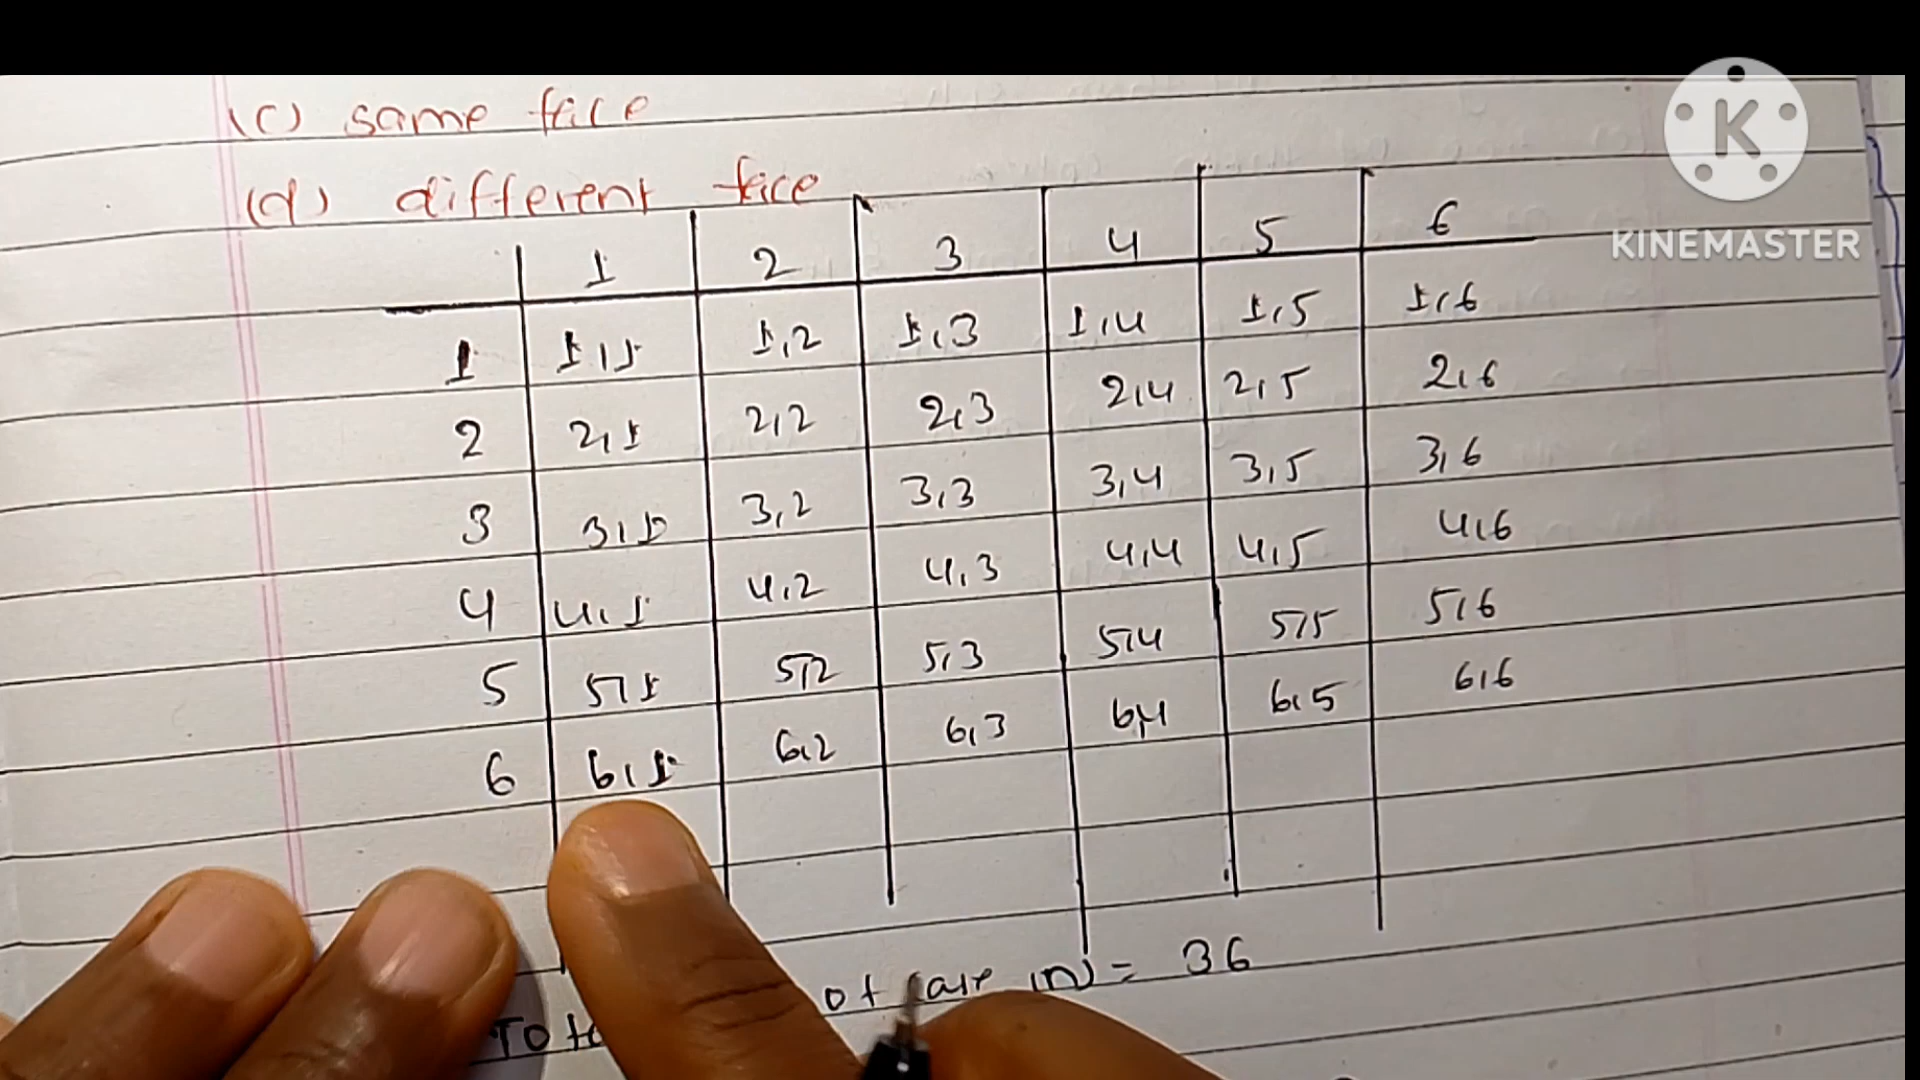 (c) same face
(d) different face
1 2 3 4 5 6
1 1,1 1,2 1,3 1,4 1,5 1,6
2 2,1 2,2 2,3 2,4 2,5 2,6
3 3,1 3,2 3,3 3,4 3,5 3,6
4 4,1 4,2 4,3 4,4 4,5 4,6
5 5,1 5,2 5,3 5,4 5,5 5,6
6 6,1 6,2 6,3 6,4 6,5 6,6
of case (n) = 36
K
KINEMASTER